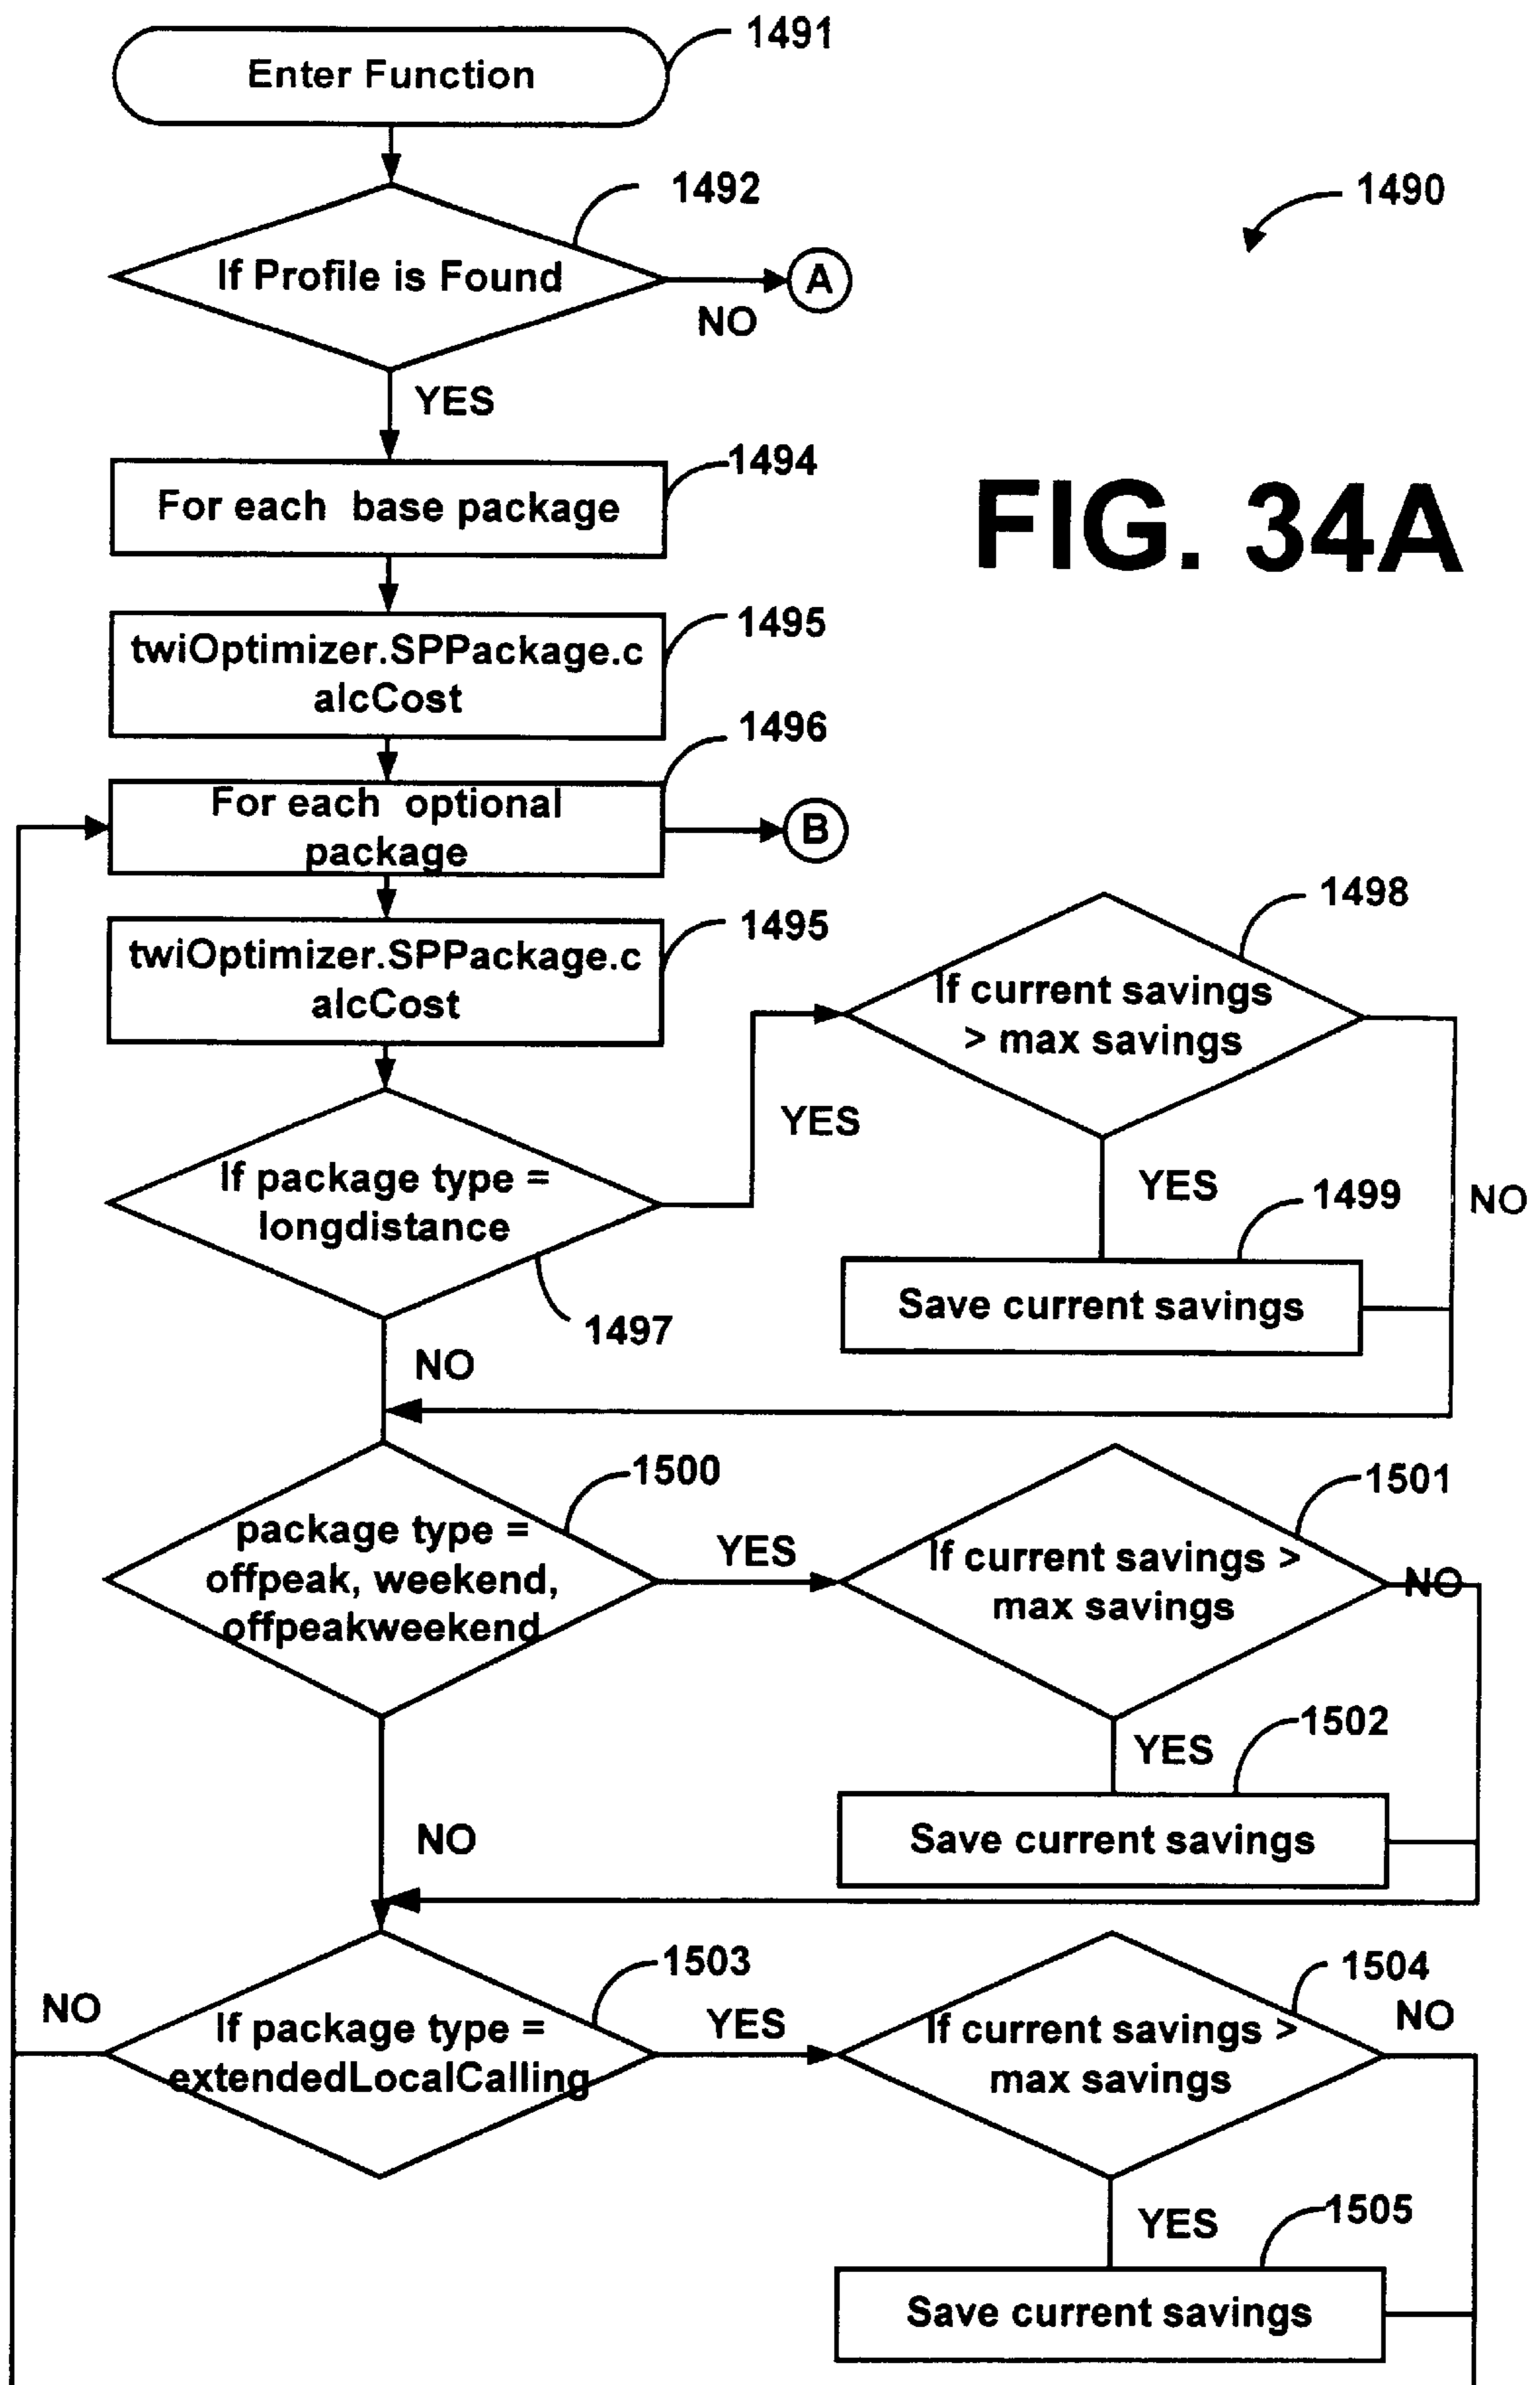 1491
Enter Function
1492
1490
If Profile is Found
A
NO
YES
1494
For each base package
FIG. 34A
1495
twiOptimizer.SPPackage.c
alcCost
1496
For each optional
package
B
1498
1495
twiOptimizer.SPPackage.c
alcCost
If current savings
> max savings
YES
If package type =
longdistance
YES
1499
NO
Save current savings
1497
NO
1500
1501
package type =
offpeak, weekend,
offpeakweekend
YES
If current savings >
max savings
NO
1502
YES
NO
Save current savings
1503
1504
NO
If package type =
extendedLocalCalling
YES
If current savings >
max savings
NO
1505
YES
Save current savings